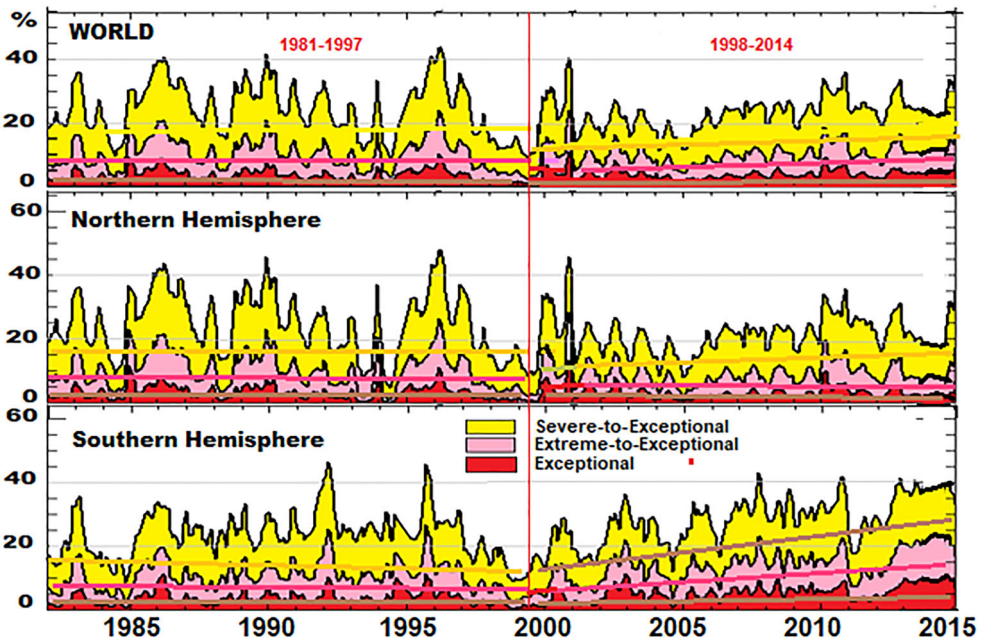 %
WORLD
1981-1997
1998-2014
40
20
0
60
Northern Hemisphere
40
20
0
60
Southern Hemisphere
Severe-to-Exceptional
Extreme-to-Exceptional
Exceptional
40
20
0
1985 1990 1995 2000 2005 2010 2015